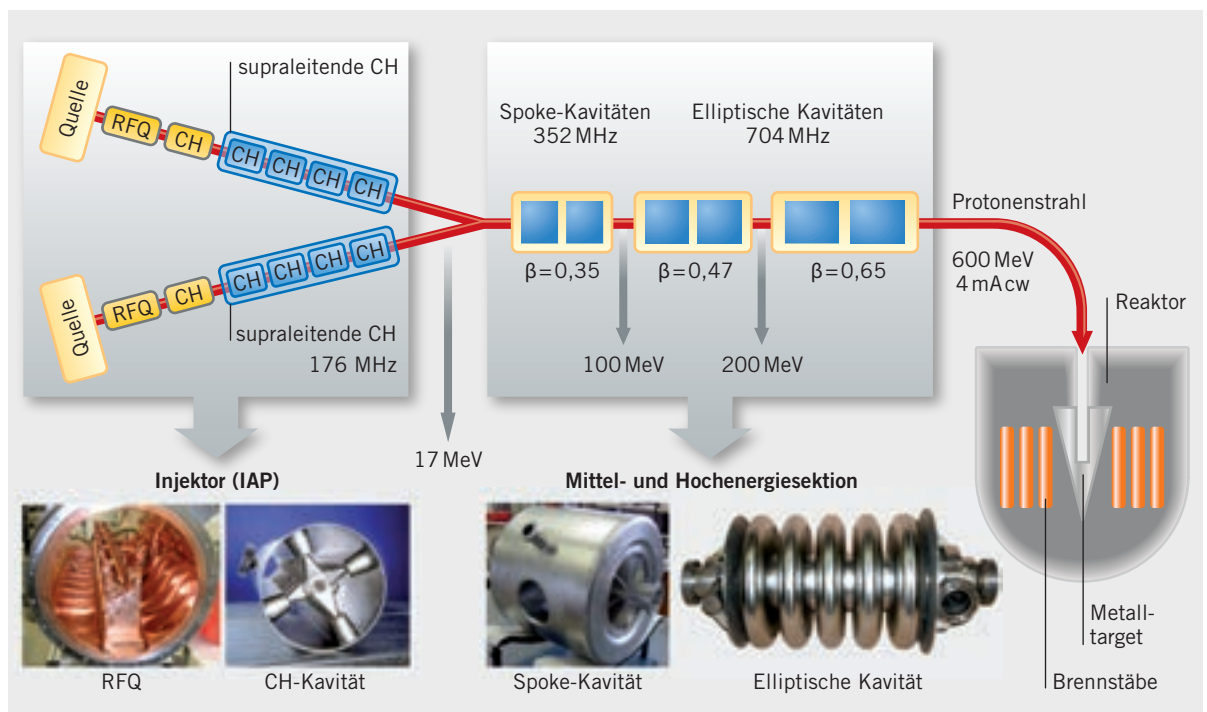 supraleitende CH
Quelle
RFQ
CH
CH
CH
CH
CH
Quelle
RFQ
CH
CH
CH
CH
CH
supraleitende CH
176 MHz
Spoke-Kavitäten
352 MHz
Elliptische Kavitäten
704 MHz
β=0,35
β=0,47
β=0,65
100 MeV
200 MeV
17 MeV
Protonenstrahl
600 MeV
4 mA cw
Reaktor
Injektor (IAP)
Mittel- und Hochenergiesektion
RFQ
CH-Kavität
Spoke-Kavität
Elliptische Kavität
Metall-
target
Brennstäbe